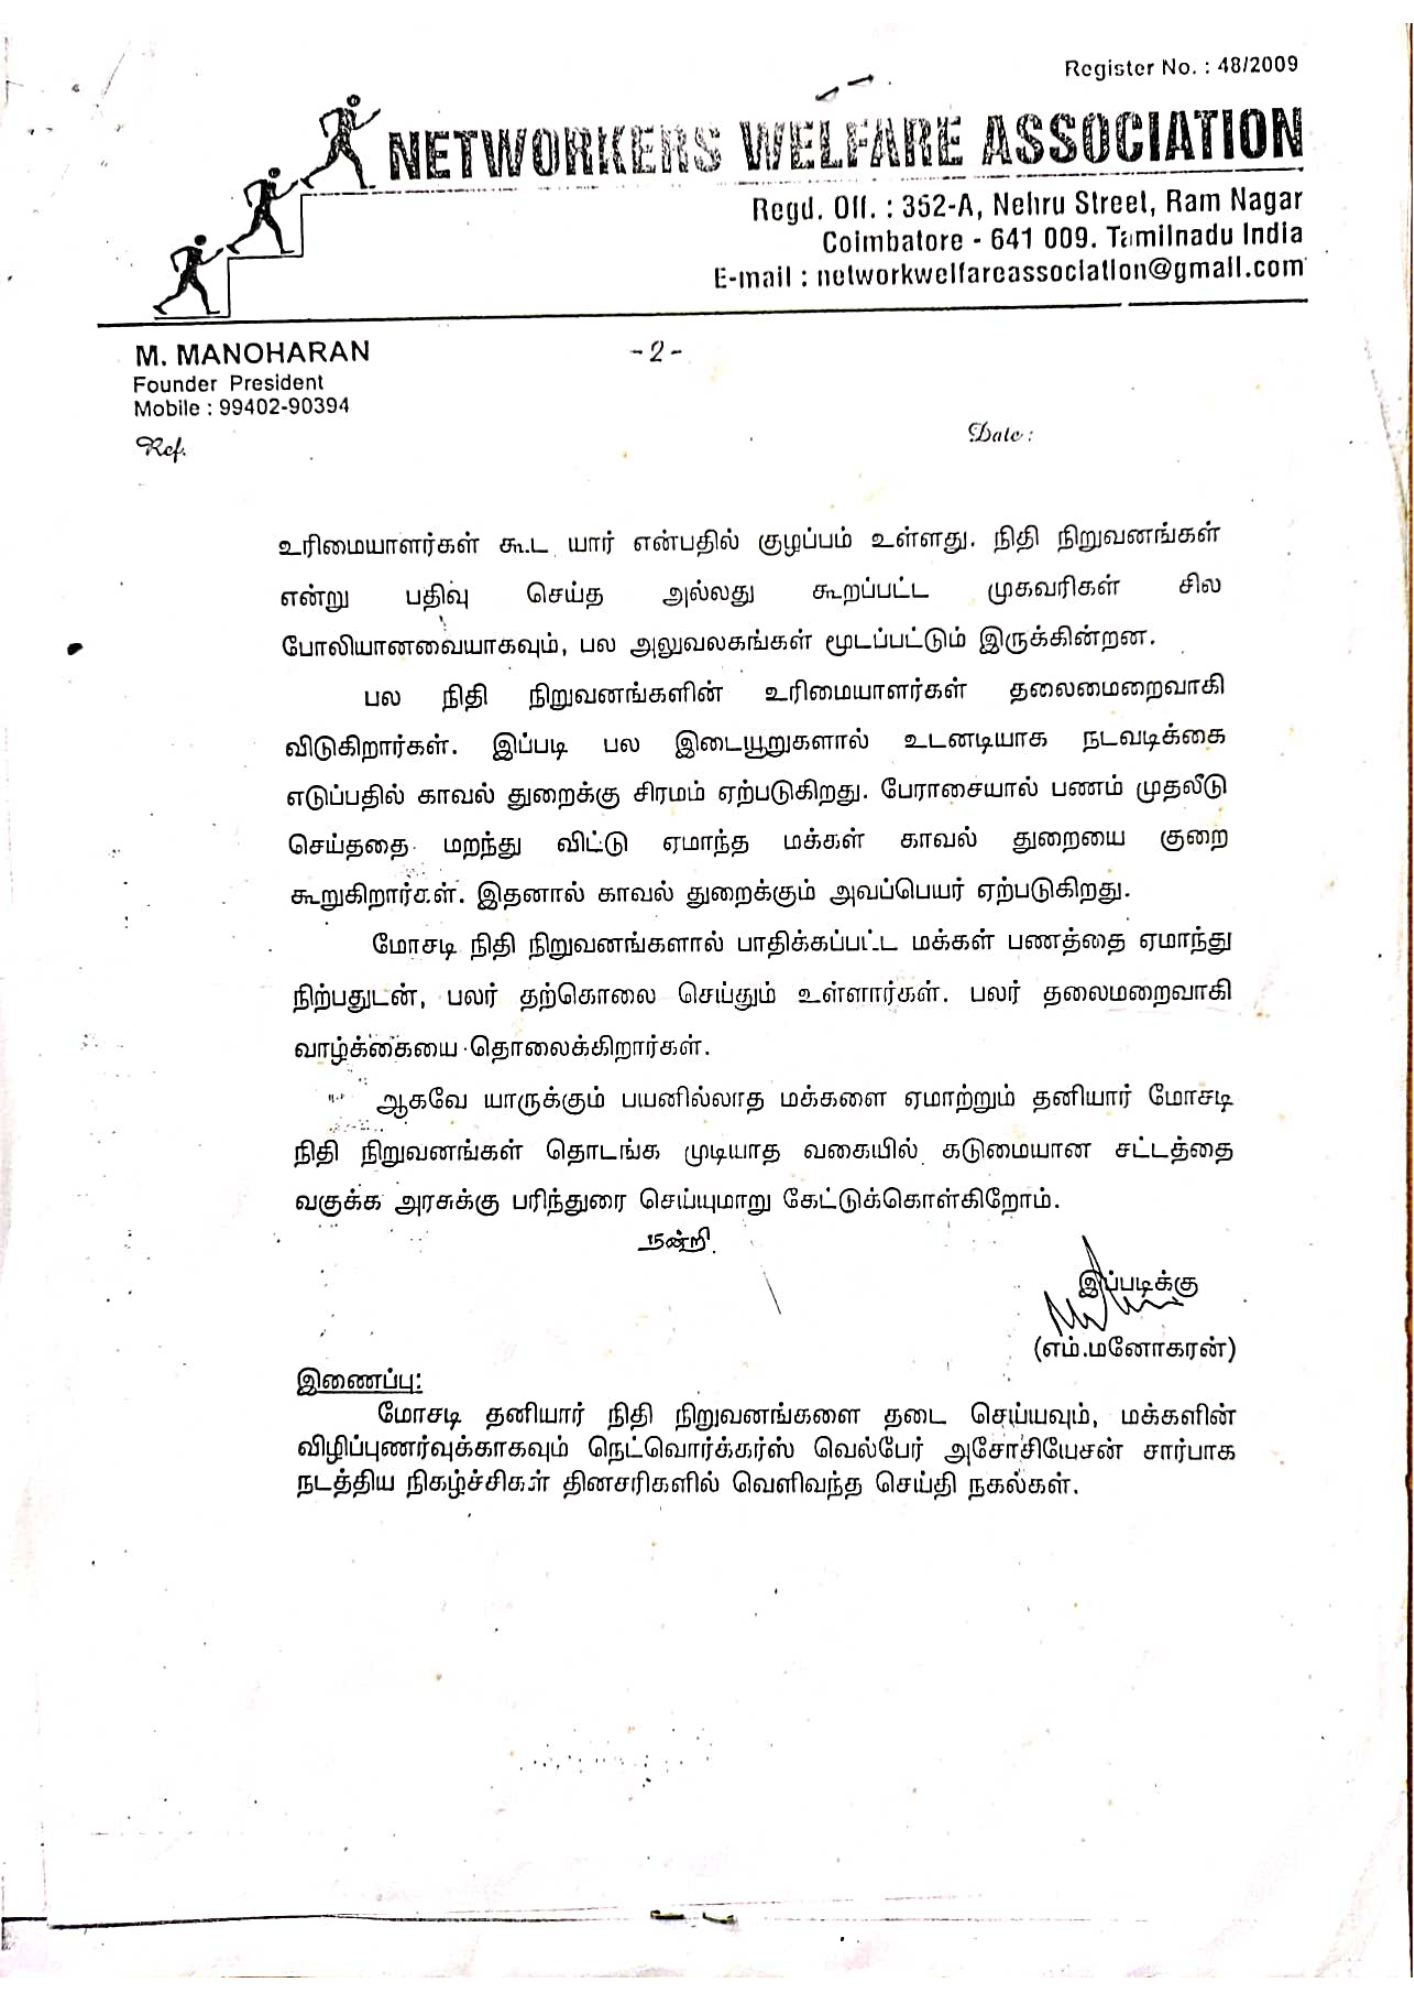 Register No. : 48/2009
NETWORKERS WELFARE ASSOCIATION
Regd. Off. : 352-A, Nehru Street, Ram Nagar
Coimbatore - 641 009. Tamilnadu India
E-mail : networkwelfareassociation@gmail.com
M. MANOHARAN
Founder President
Mobile : 99402-90394
-2-
Ref.
Date :
உரிமையாளர்கள் கூட யார் என்பதில் குழப்பம் உள்ளது. நிதி நிறுவனங்கள்
என்று பதிவு செய்த அல்லது கூறப்பட்ட முகவரிகள் சில
போலியானவையாகவும், பல அலுவலகங்கள் மூடப்பட்டும் இருக்கின்றன.
பல நிதி நிறுவனங்களின் உரிமையாளர்கள் தலைமைறைவாகி
விடுகிறார்கள். இப்படி பல இடையூறுகளால் உடனடியாக நடவடிக்கை
எடுப்பதில் காவல் துறைக்கு சிரமம் ஏற்படுகிறது. பேராசையால் பணம் முதலீடு
செய்ததை மறந்து விட்டு ஏமாந்த மக்கள் காவல் துறையை குறை
கூறுகிறார்கள். இதனால் காவல் துறைக்கும் அவப்பெயர் ஏற்படுகிறது.
மோசடி நிதி நிறுவனங்களால் பாதிக்கப்பட்ட மக்கள் பணத்தை ஏமாந்து
நிற்பதுடன், பலர் தற்கொலை செய்தும் உள்ளார்கள். பலர் தலைமறைவாகி
வாழ்க்கையை தொலைக்கிறார்கள்.
ஆகவே யாருக்கும் பயனில்லாத மக்களை ஏமாற்றும் தனியார் மோசடி
நிதி நிறுவனங்கள் தொடங்க முடியாத வகையில் கடுமையான சட்டத்தை
வகுக்க அரசுக்கு பரிந்துரை செய்யுமாறு கேட்டுக்கொள்கிறோம்.
நன்றி.
இப்படிக்கு
(எம்.மனோகரன்)
இணைப்பு:
மோசடி தனியார் நிதி நிறுவனங்களை தடை செய்யவும், மக்களின்
விழிப்புணர்வுக்காகவும் நெட்வொர்க்கர்ஸ் வெல்பேர் அசோசியேசன் சார்பாக
நடத்திய நிகழ்ச்சிகள் தினசரிகளில் வெளிவந்த செய்தி நகல்கள்.